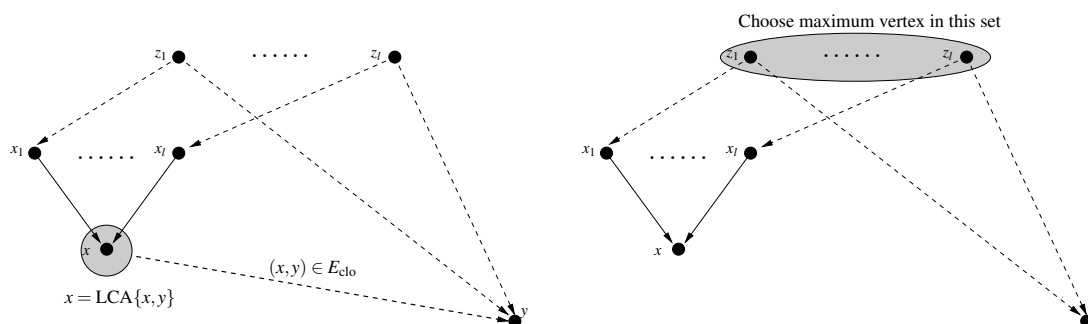 Choose maximum vertex in this set
z1 ...... zl
z1 ...... zl
x1 ...... xl
x1 ...... xl
x
x
(x,y) ∈ Eclo
x = LCA{x,y}
y